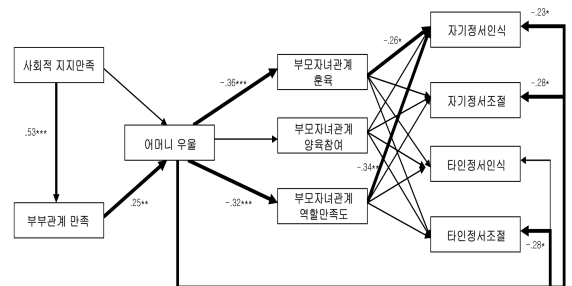 사회적 지지만족
.53***
부부관계 만족
.25**
어머니 우울
-.36***
-.32***
부모자녀관계
훈육
부모자녀관계
양육참여
부모자녀관계
역할만족도
-.26*
-.34**
자기정서인식
자기정서조절
타인정서인식
타인정서조절
-.23*
-.28*
-.28*